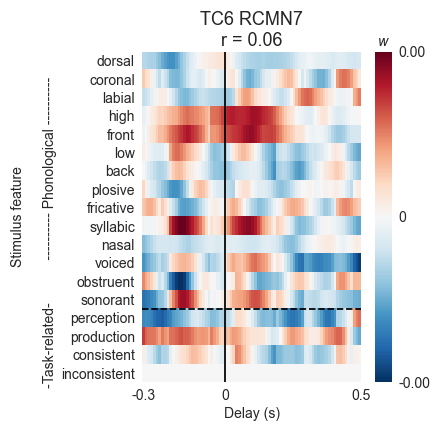 TC6 RCMN7
r = 0.06
w
0.00
0
-0.00
Stimulus feature
---------- Phonological ----------
-Task-related-
dorsal
coronal
labial
high
front
low
back
plosive
fricative
syllabic
nasal
voiced
obstruent
sonorant
perception
production
consistent
inconsistent
-0.3
0
0.5
Delay (s)